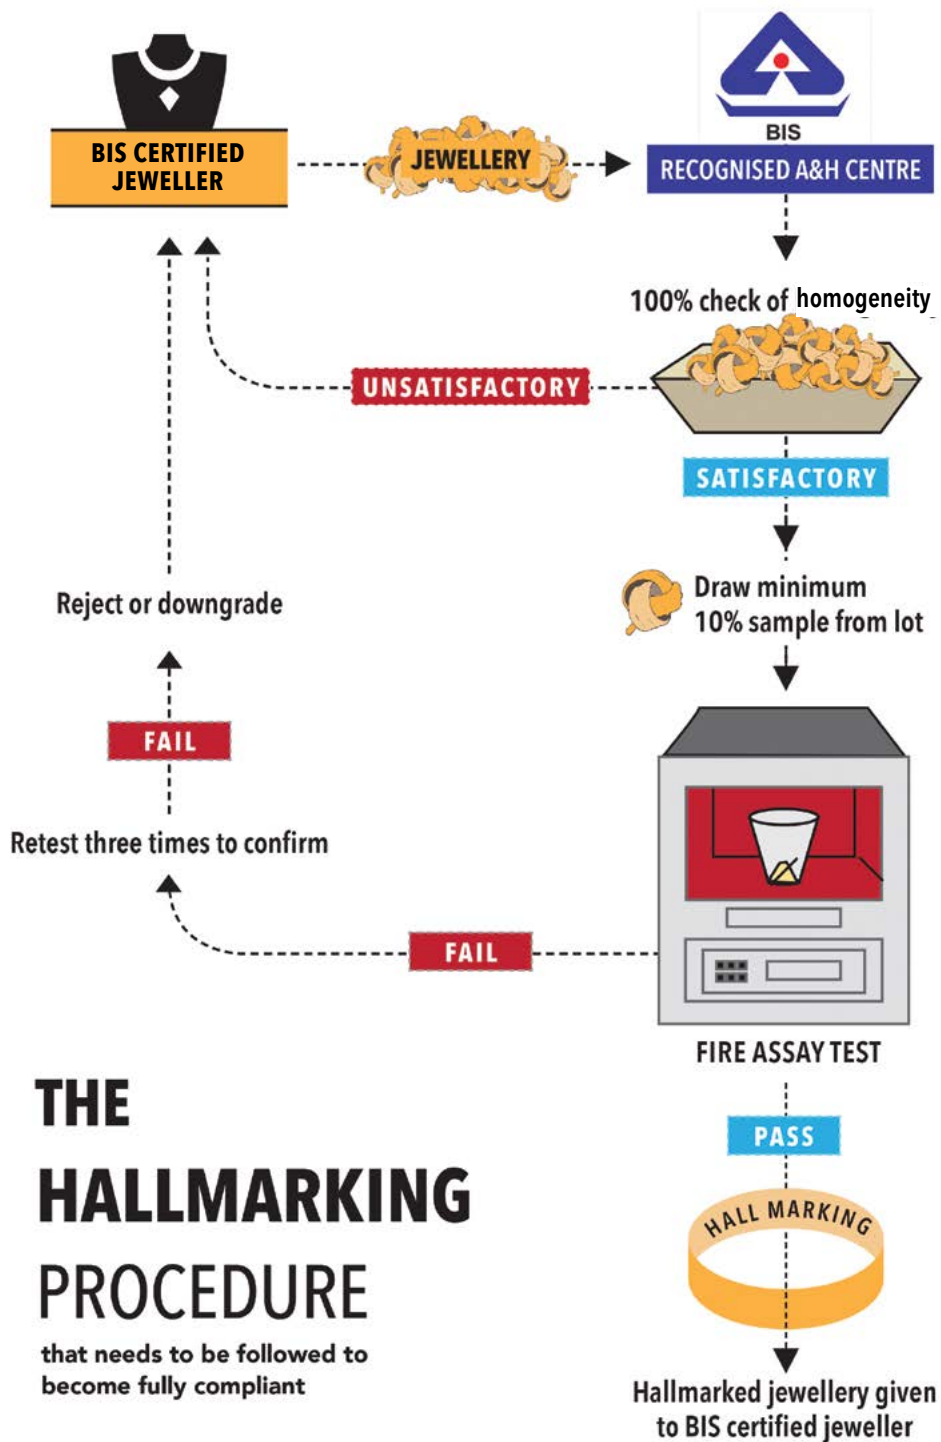 BIS CERTIFIED
JEWELLER
JEWELLERY
BIS
RECOGNISED A&H CENTRE
100% check of homogeneity
UNSATISFACTORY
SATISFACTORY
Draw minimum
10% sample from lot
Reject or downgrade
FAIL
Retest three times to confirm
FAIL
FIRE ASSAY TEST
PASS
HALL MARKING
Hallmarked jewellery given
to BIS certified jeweller
THE
HALLMARKING
PROCEDURE
that needs to be followed to
become fully compliant